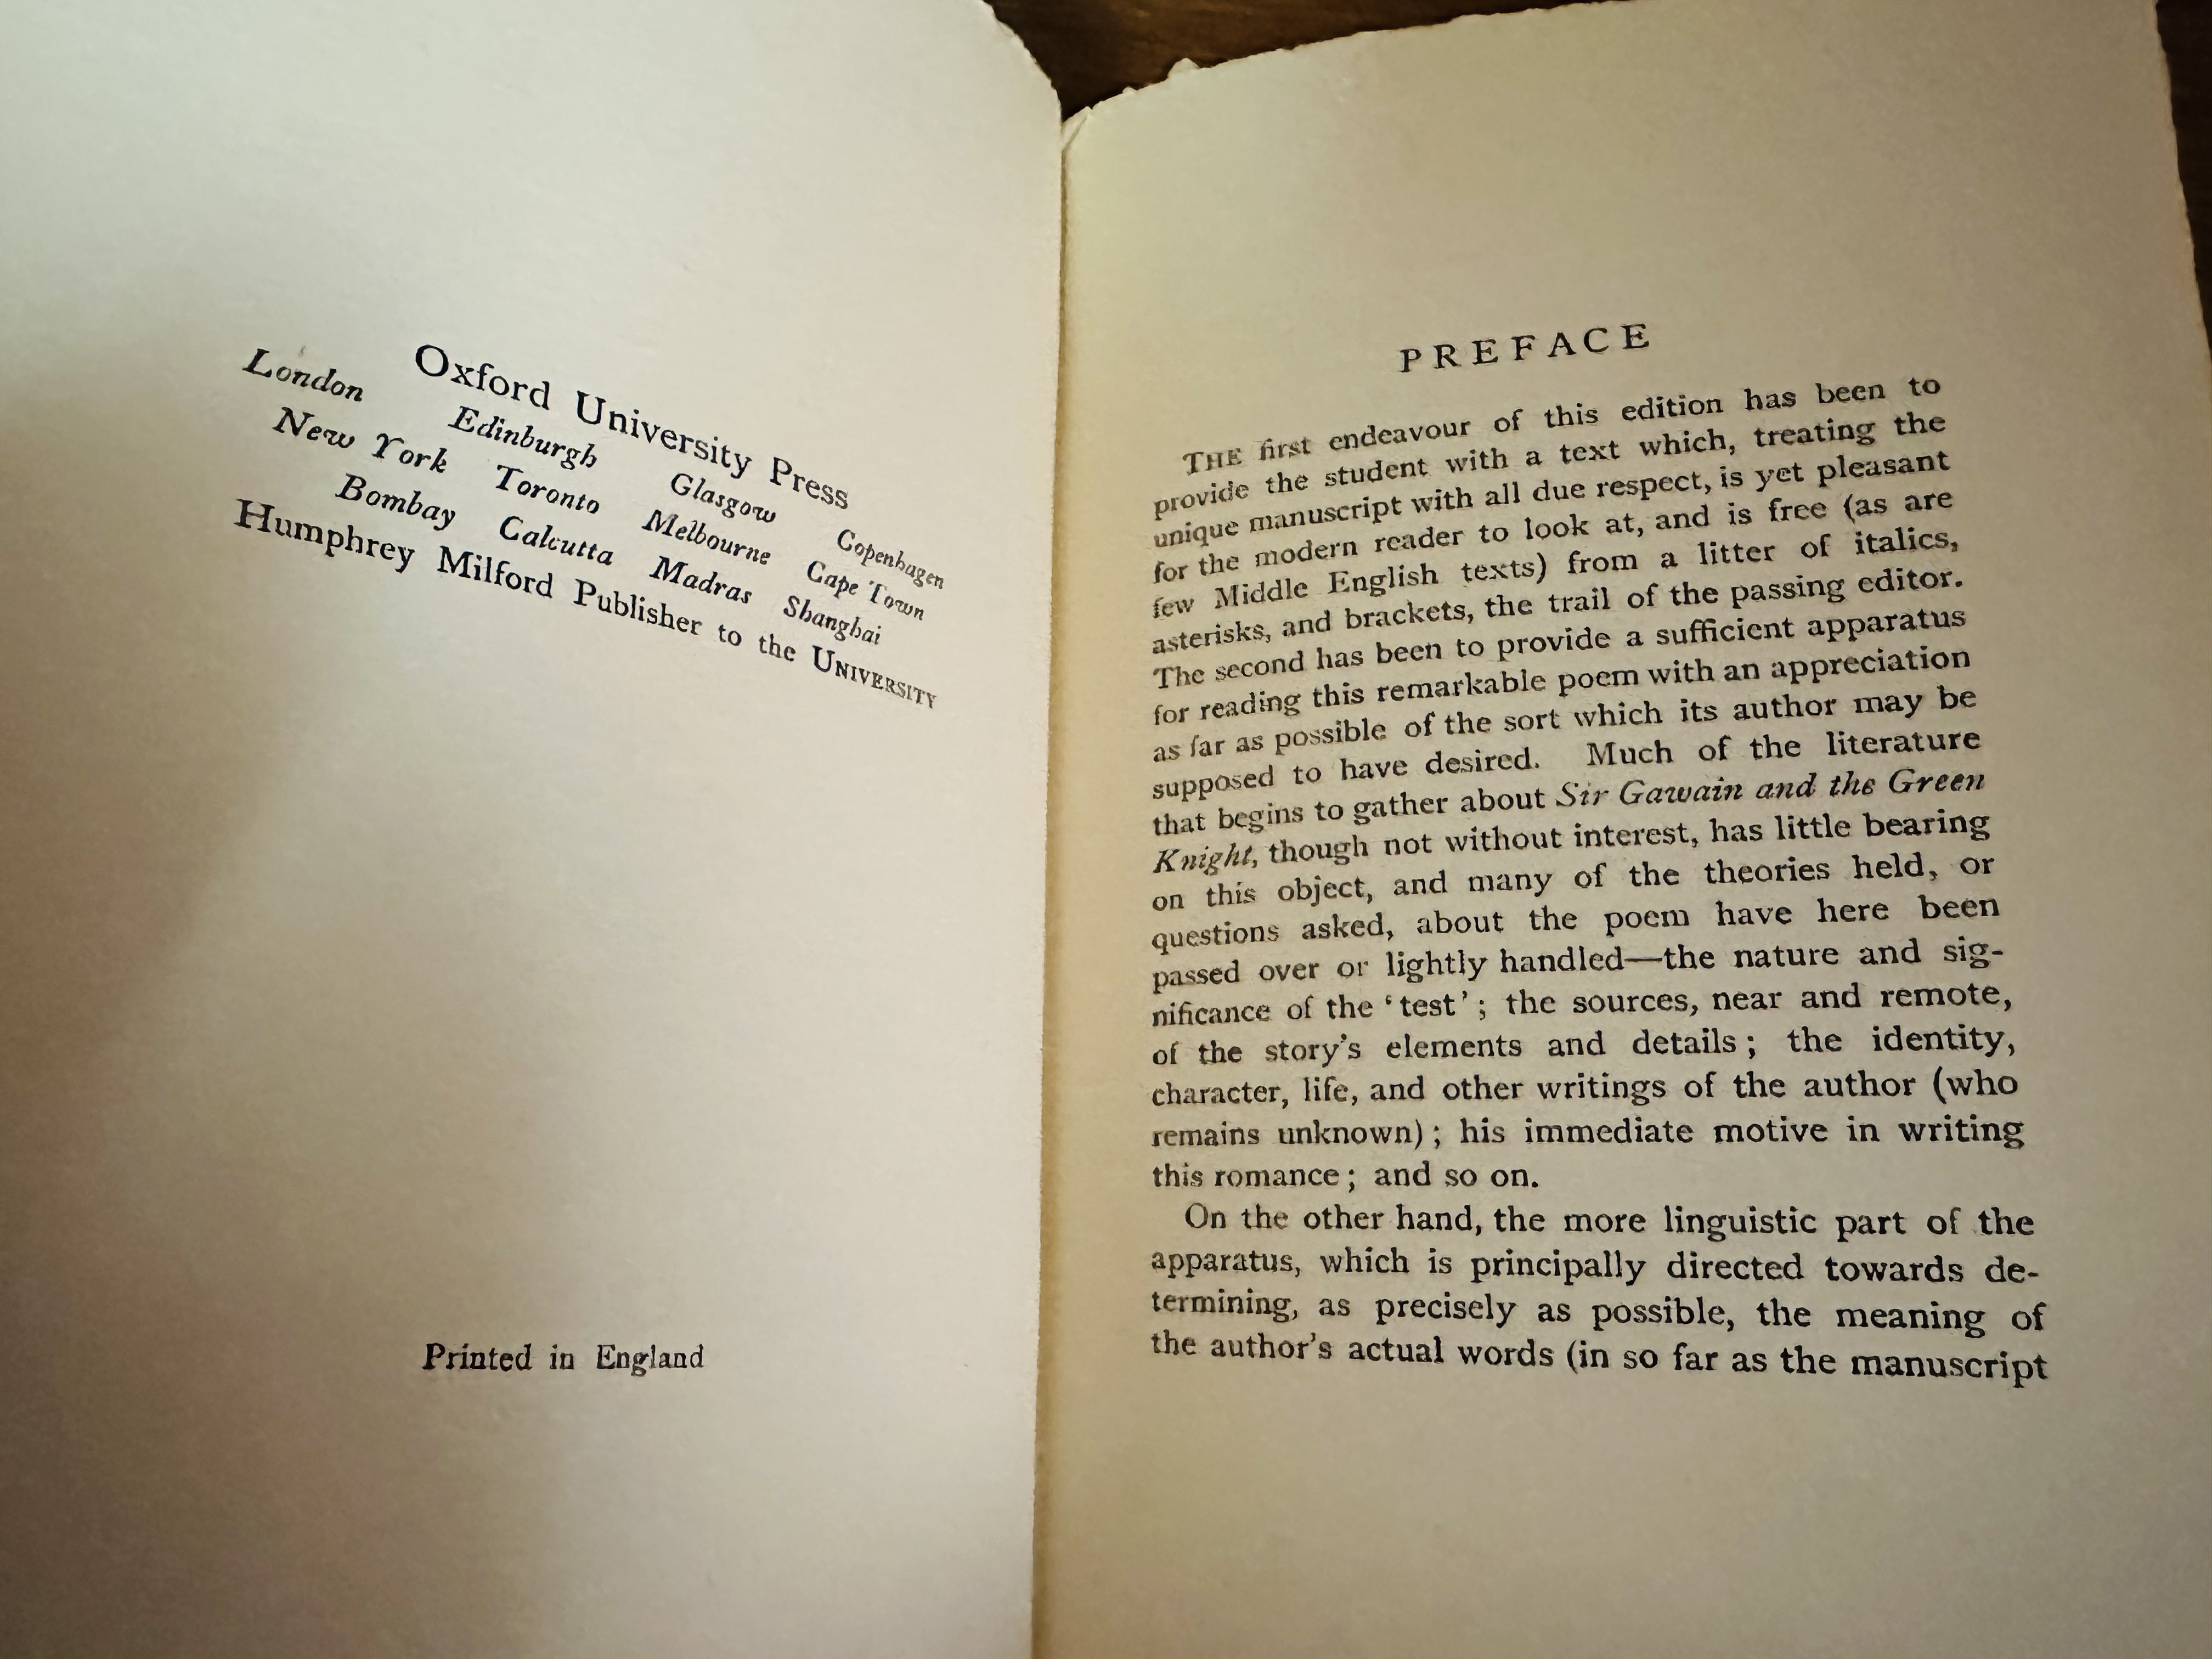 Oxford University Press
London Edinburgh Glasgow Copenhagen
New York Toronto Melbourne Cape Town
Bombay Calcutta Madras Shanghai
Humphrey Milford Publisher to the UNIVERSITY
Printed in England
PREFACE
THE first endeavour of this edition has been to
provide the student with a text which, treating the
unique manuscript with all due respect, is yet pleasant
for the modern reader to look at, and is free (as are
few Middle English texts) from a litter of italics,
asterisks, and brackets, the trail of the passing editor.
The second has been to provide a sufficient apparatus
for reading this remarkable poem with an appreciation
as far as possible of the sort which its author may be
supposed to have desired. Much of the literature
that begins to gather about Sir Gawain and the Green
Knight, though not without interest, has little bearing
on this object, and many of the theories held, or
questions asked, about the poem have here been
passed over or lightly handled—the nature and sig-
nificance of the ‘test’; the sources, near and remote,
of the story’s elements and details; the identity,
character, life, and other writings of the author (who
remains unknown); his immediate motive in writing
this romance; and so on.
On the other hand, the more linguistic part of the
apparatus, which is principally directed towards de-
termining, as precisely as possible, the meaning of
the author’s actual words (in so far as the manuscript